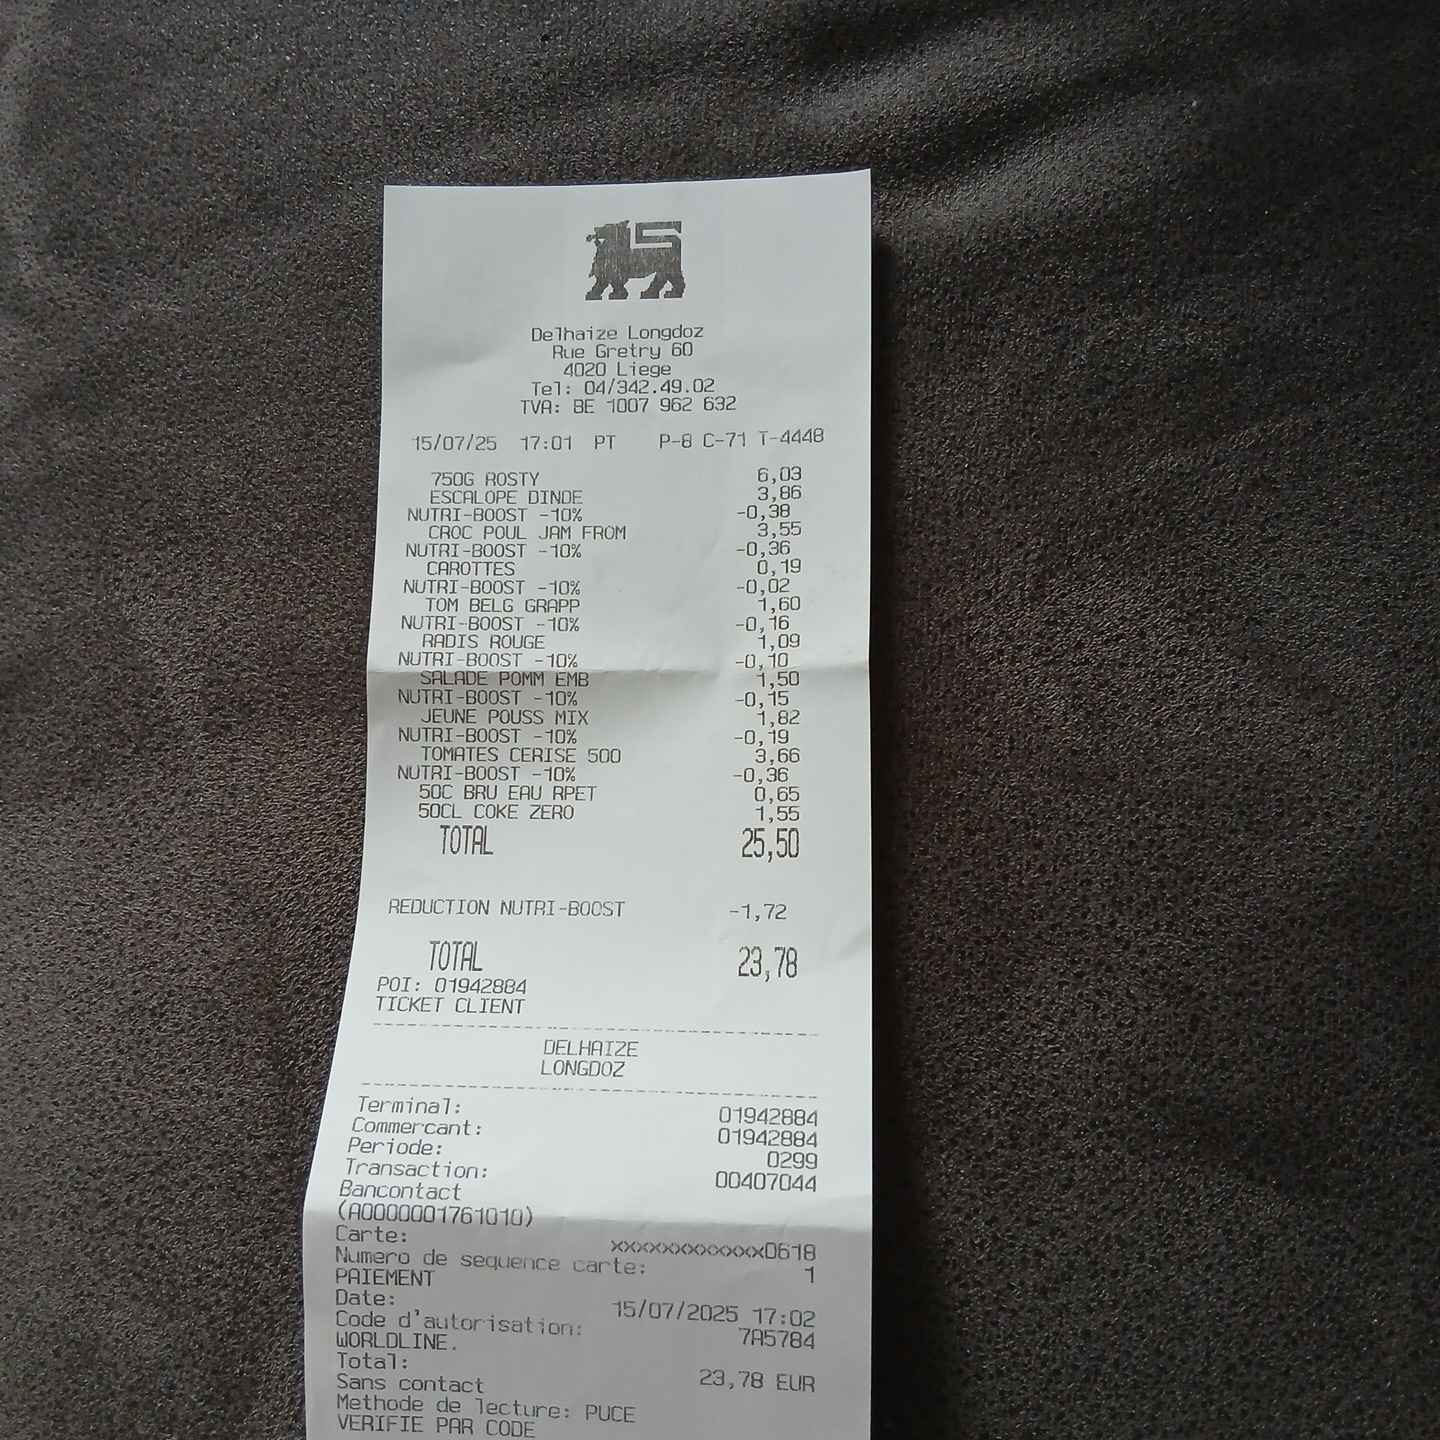 Delhaize Longdoz
Rue Gretry 60
4020 Liege
Tel: 04/342.49.02
TVA: BE 1007 962 632
15/07/25 17:01 PT P-8 C-71 T-4448
750G ROSTY 6,03
ESCALOPE DINDE 3,86
NUTRI-BOOST -10% -0,38
CROC POUL JAM FROM 3,55
NUTRI-BOOST -10% -0,36
CAROTTES 0,19
NUTRI-BOOST -10% -0,02
TOM BELG GRAPP 1,60
NUTRI-BOOST -10% -0,16
RADIS ROUGE 1,09
NUTRI-BOOST -10% -0,10
SALADE POMM EMB 1,50
NUTRI-BOOST -10% -0,15
JEUNE POUSS MIX 1,82
NUTRI-BOOST -10% -0,19
TOMATES CERISE 500 3,66
NUTRI-BOOST -10% -0,36
50C BRU EAU RPET 0,65
50CL COKE ZERO 1,55
TOTAL 25,50
REDUCTION NUTRI-BOOST -1,72
TOTAL 23,78
POI: 01942884
TICKET CLIENT
DELHAIZE
LONGDOZ
Terminal: 01942884
Commercant: 01942884
Periode: 0299
Transaction: 00407044
Bancontact
(A0000001761010)
Carte: xxxxxxxxxxxxx0618
Numero de sequence carte: 1
PAIEMENT
Date: 15/07/2025 17:02
Code d'autorisation: 7A5784
WORLDLINE.
Total: 23,78 EUR
Sans contact
Methode de lecture: PUCE
VERIFIE PAR CODE